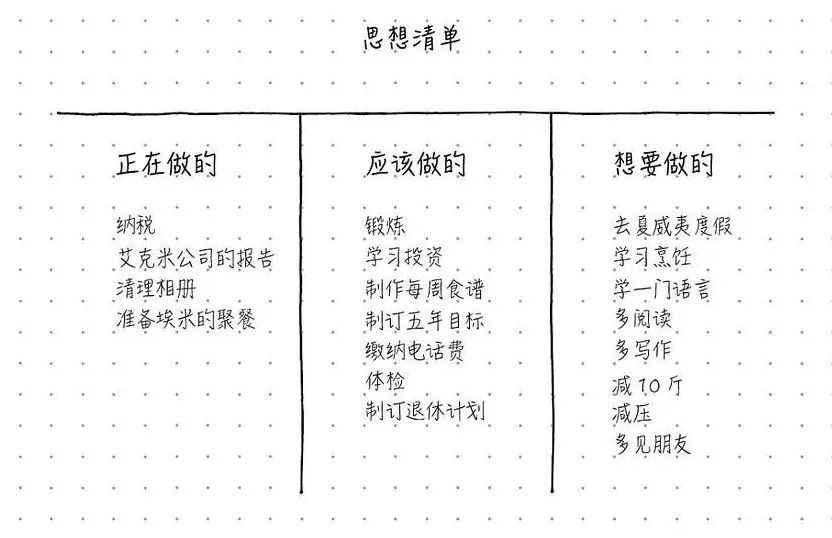 思想清单
正在做的
纳税
艾克米公司的报告
清理相册
准备埃米的聚餐
应该做的
锻炼
学习投资
制作每周食谱
制订五年目标
缴纳电话费
体检
制订退休计划
想要做的
去夏威夷度假
学习烹饪
学一门语言
多阅读
多写作
减10斤
减压
多见朋友